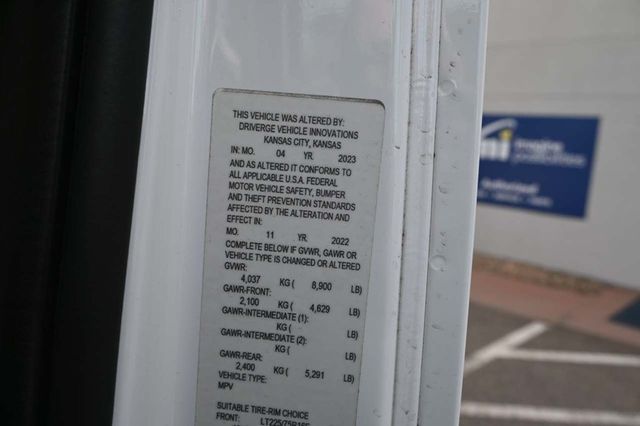 THIS VEHICLE WAS ALTERED BY:
DRIVERGE VEHICLE INNOVATIONS
KANSAS CITY, KANSAS
IN: MO. 04 YR. 2023
AND AS ALTERED IT CONFORMS TO
ALL APPLICABLE U.S.A. FEDERAL
MOTOR VEHICLE SAFETY, BUMPER
AND THEFT PREVENTION STANDARDS
AFFECTED BY THE ALTERATION AND
EFFECT IN:
MO. 11 YR. 2022
COMPLETE BELOW IF GVWR, GAWR OR
VEHICLE TYPE IS CHANGED OR ALTERED
GVWR:
4,037 KG ( 8,900 LB)
GAWR-FRONT:
2,100 KG ( 4,629 LB)
GAWR-INTERMEDIATE (1):
KG ( LB)
GAWR-INTERMEDIATE (2):
KG ( LB)
GAWR-REAR:
2,400 KG ( 5,291 LB)
VEHICLE TYPE:
MPV
SUITABLE TIRE-RIM CHOICE
FRONT: LT225/75R16E